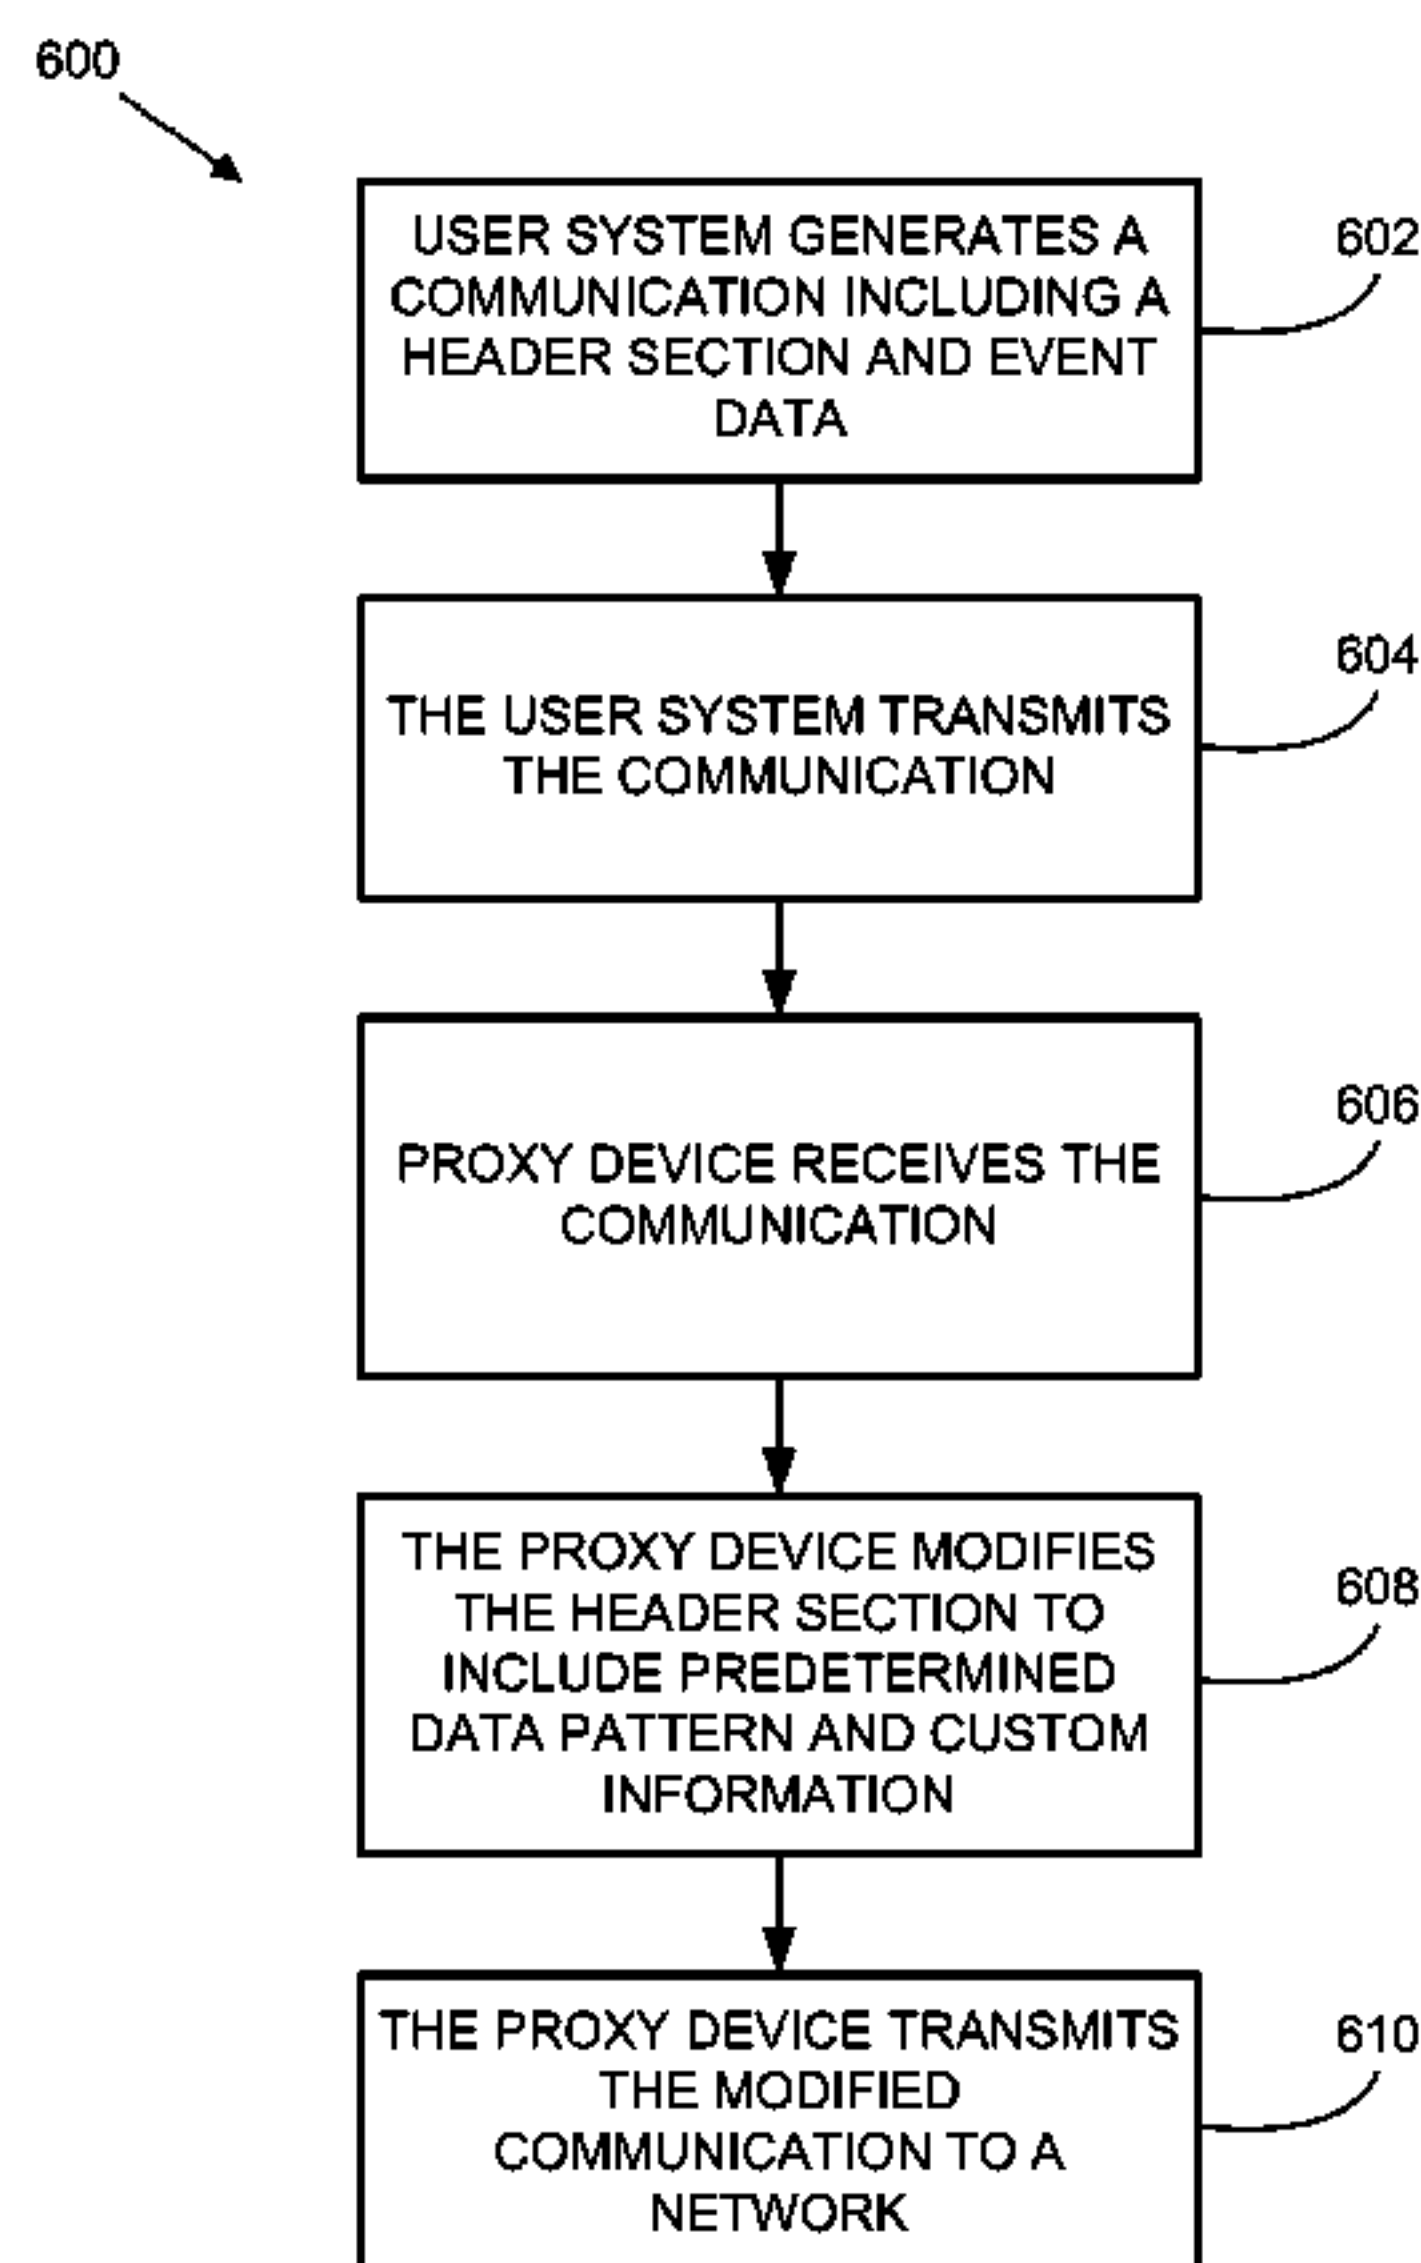 600
USER SYSTEM GENERATES A
COMMUNICATION INCLUDING A
HEADER SECTION AND EVENT
DATA
602
THE USER SYSTEM TRANSMITS
THE COMMUNICATION
604
PROXY DEVICE RECEIVES THE
COMMUNICATION
606
THE PROXY DEVICE MODIFIES
THE HEADER SECTION TO
INCLUDE PREDETERMINED
DATA PATTERN AND CUSTOM
INFORMATION
608
THE PROXY DEVICE TRANSMITS
THE MODIFIED
COMMUNICATION TO A
NETWORK
610